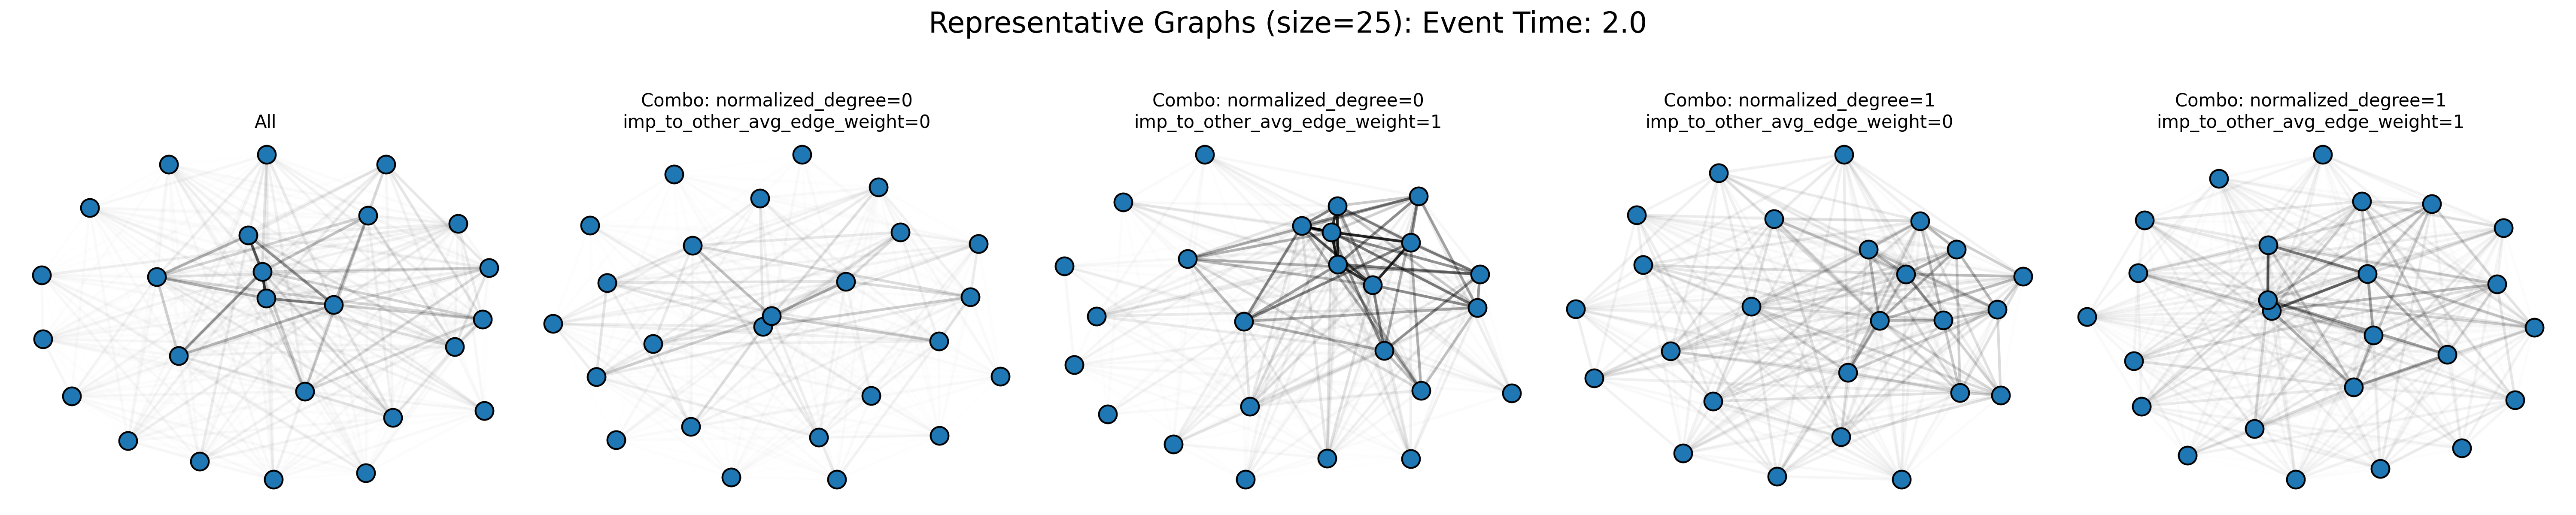 Representative Graphs (size=25): Event Time: 2.0
All
Combo: normalized_degree=0
imp_to_other_avg_edge_weight=0
Combo: normalized_degree=0
imp_to_other_avg_edge_weight=1
Combo: normalized_degree=1
imp_to_other_avg_edge_weight=0
Combo: normalized_degree=1
imp_to_other_avg_edge_weight=1